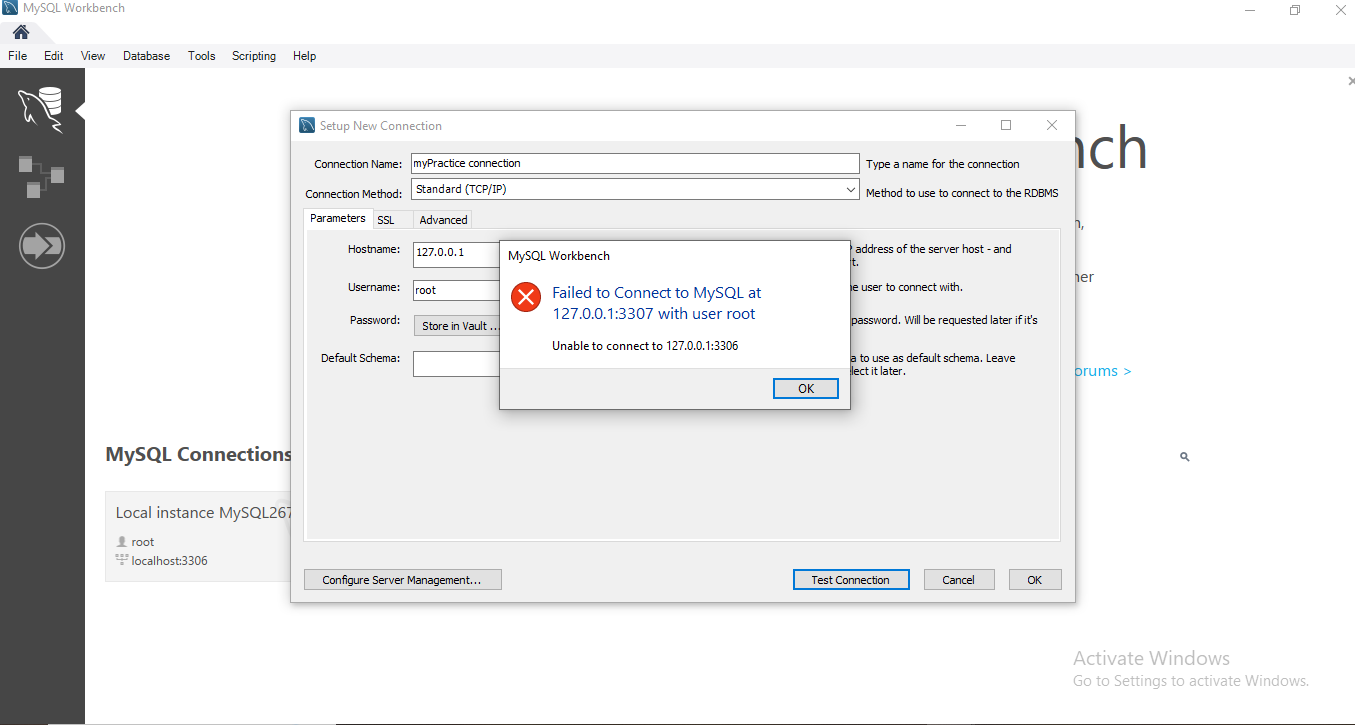 MySQL Workbench
File Edit View Database Tools Scripting Help
nch
Setup New Connection
Connection Name: myPractice connection Type a name for the connection
Connection Method: Standard (TCP/IP) Method to use to connect to the RDBMS
Parameters SSL Advanced
Hostname: 127.0.0.1 address of the server host - and
t.
Username: root e user to connect with.
Password: Store in Vault ... password. Will be requested later if it's
Default Schema: a to use as default schema. Leave
lect it later.
MySQL Workbench
Failed to Connect to MySQL at
127.0.0.1:3307 with user root
Unable to connect to 127.0.0.1:3306
OK
n,
her
orums >
MySQL Connections
Local instance MySQL267
root
localhost:3306
Configure Server Management... Test Connection Cancel OK
Activate Windows
Go to Settings to activate Windows.